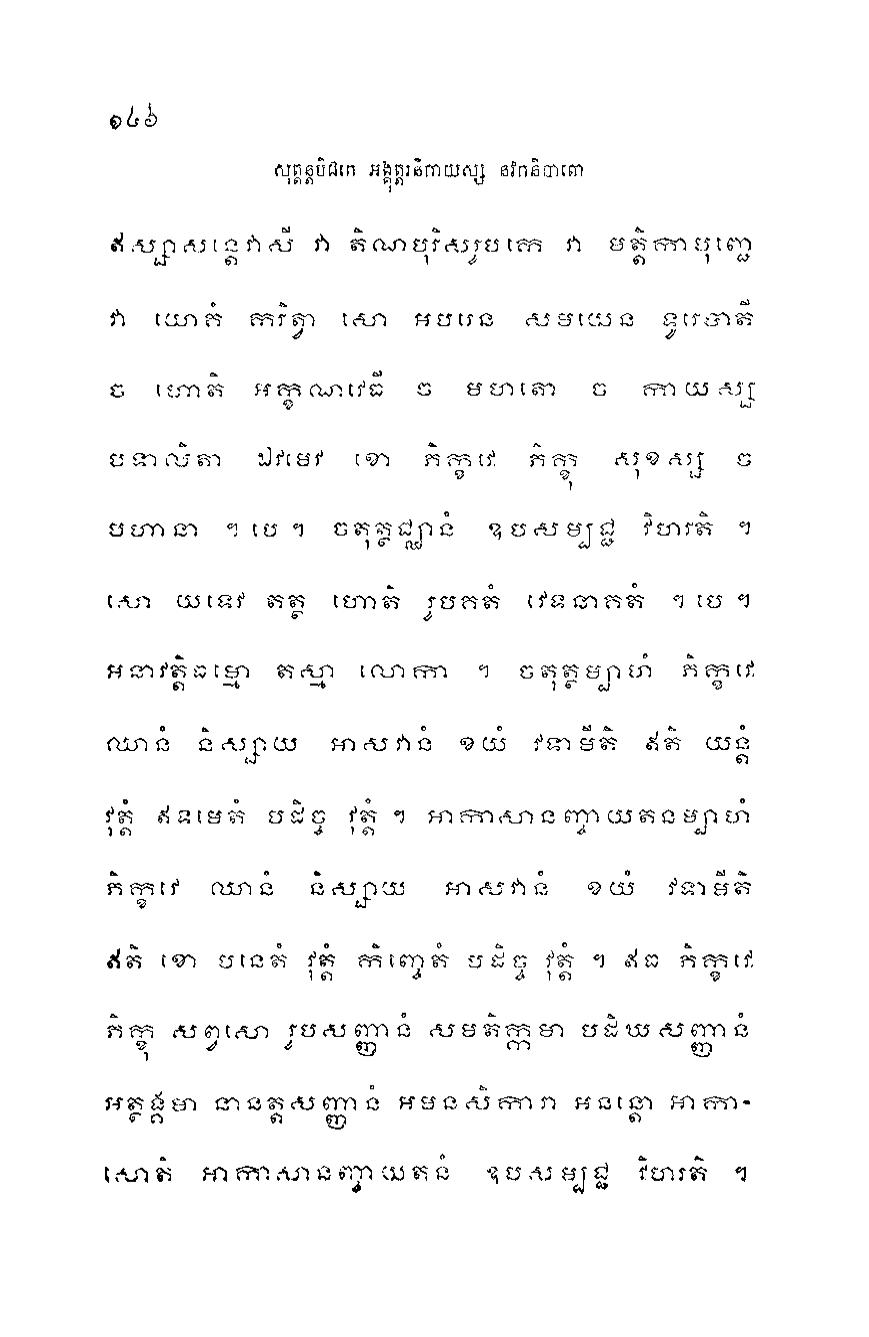 ១៤៦
សុត្តន្តបិដកេ អង្គុត្តរនិកាយស្ស នវកនិបាតោ
ឥស្សាសន្តេវាសី វា តិណបុរិសរូបកេ វា មត្តិកាបុញ្ជេ
វា យោគំ ករិត្វា សោ អបរេន សមយេន ទូរេបាតី
ច ហោតិ អក្ខណវេធី ច មហតោ ច កាយស្ស
បទាលិតា ឯវមេវ ខោ ភិក្ខវេ ភិក្ខុ សុខស្ស ច
បហានា ។ បេ ។ ចតុត្ថជ្ឈានំ ឧបសម្បជ្ជ វិហរតិ ។
សោ យទេវ តត្ថ ហោតិ រូបគតំ វេទនាគតំ ។ បេ ។
អនាវត្តិធម្មោ តស្មា លោកា ។ ចតុត្ថម្បាហំ ភិក្ខវេ
ឈានំ និស្សាយ អាសវានំ ខយំ វទាមីតិ ឥតិ យន្តំ
វុត្តំ ឥទមេតំ បដិច្ច វុត្តំ ។ អាកាសានញ្ចាយតនម្បាហំ
ភិក្ខវេ ឈានំ និស្សាយ អាសវានំ ខយំ វទាមីតិ
ឥតិ ខោ បនេតំ វុត្តំ កិញ្ចេតំ បដិច្ច វុត្តំ ។ ឥធ ភិក្ខវេ
ភិក្ខុ សព្វសោ រូបសញ្ញានំ សមតិក្កមា បដិឃសញ្ញានំ
អត្ថង្គមា នានត្តសញ្ញានំ អមនសិការា អនន្តោ អាកា-
សោតិ អាកាសានញ្ចាយតនំ ឧបសម្បជ្ជ វិហរតិ ។